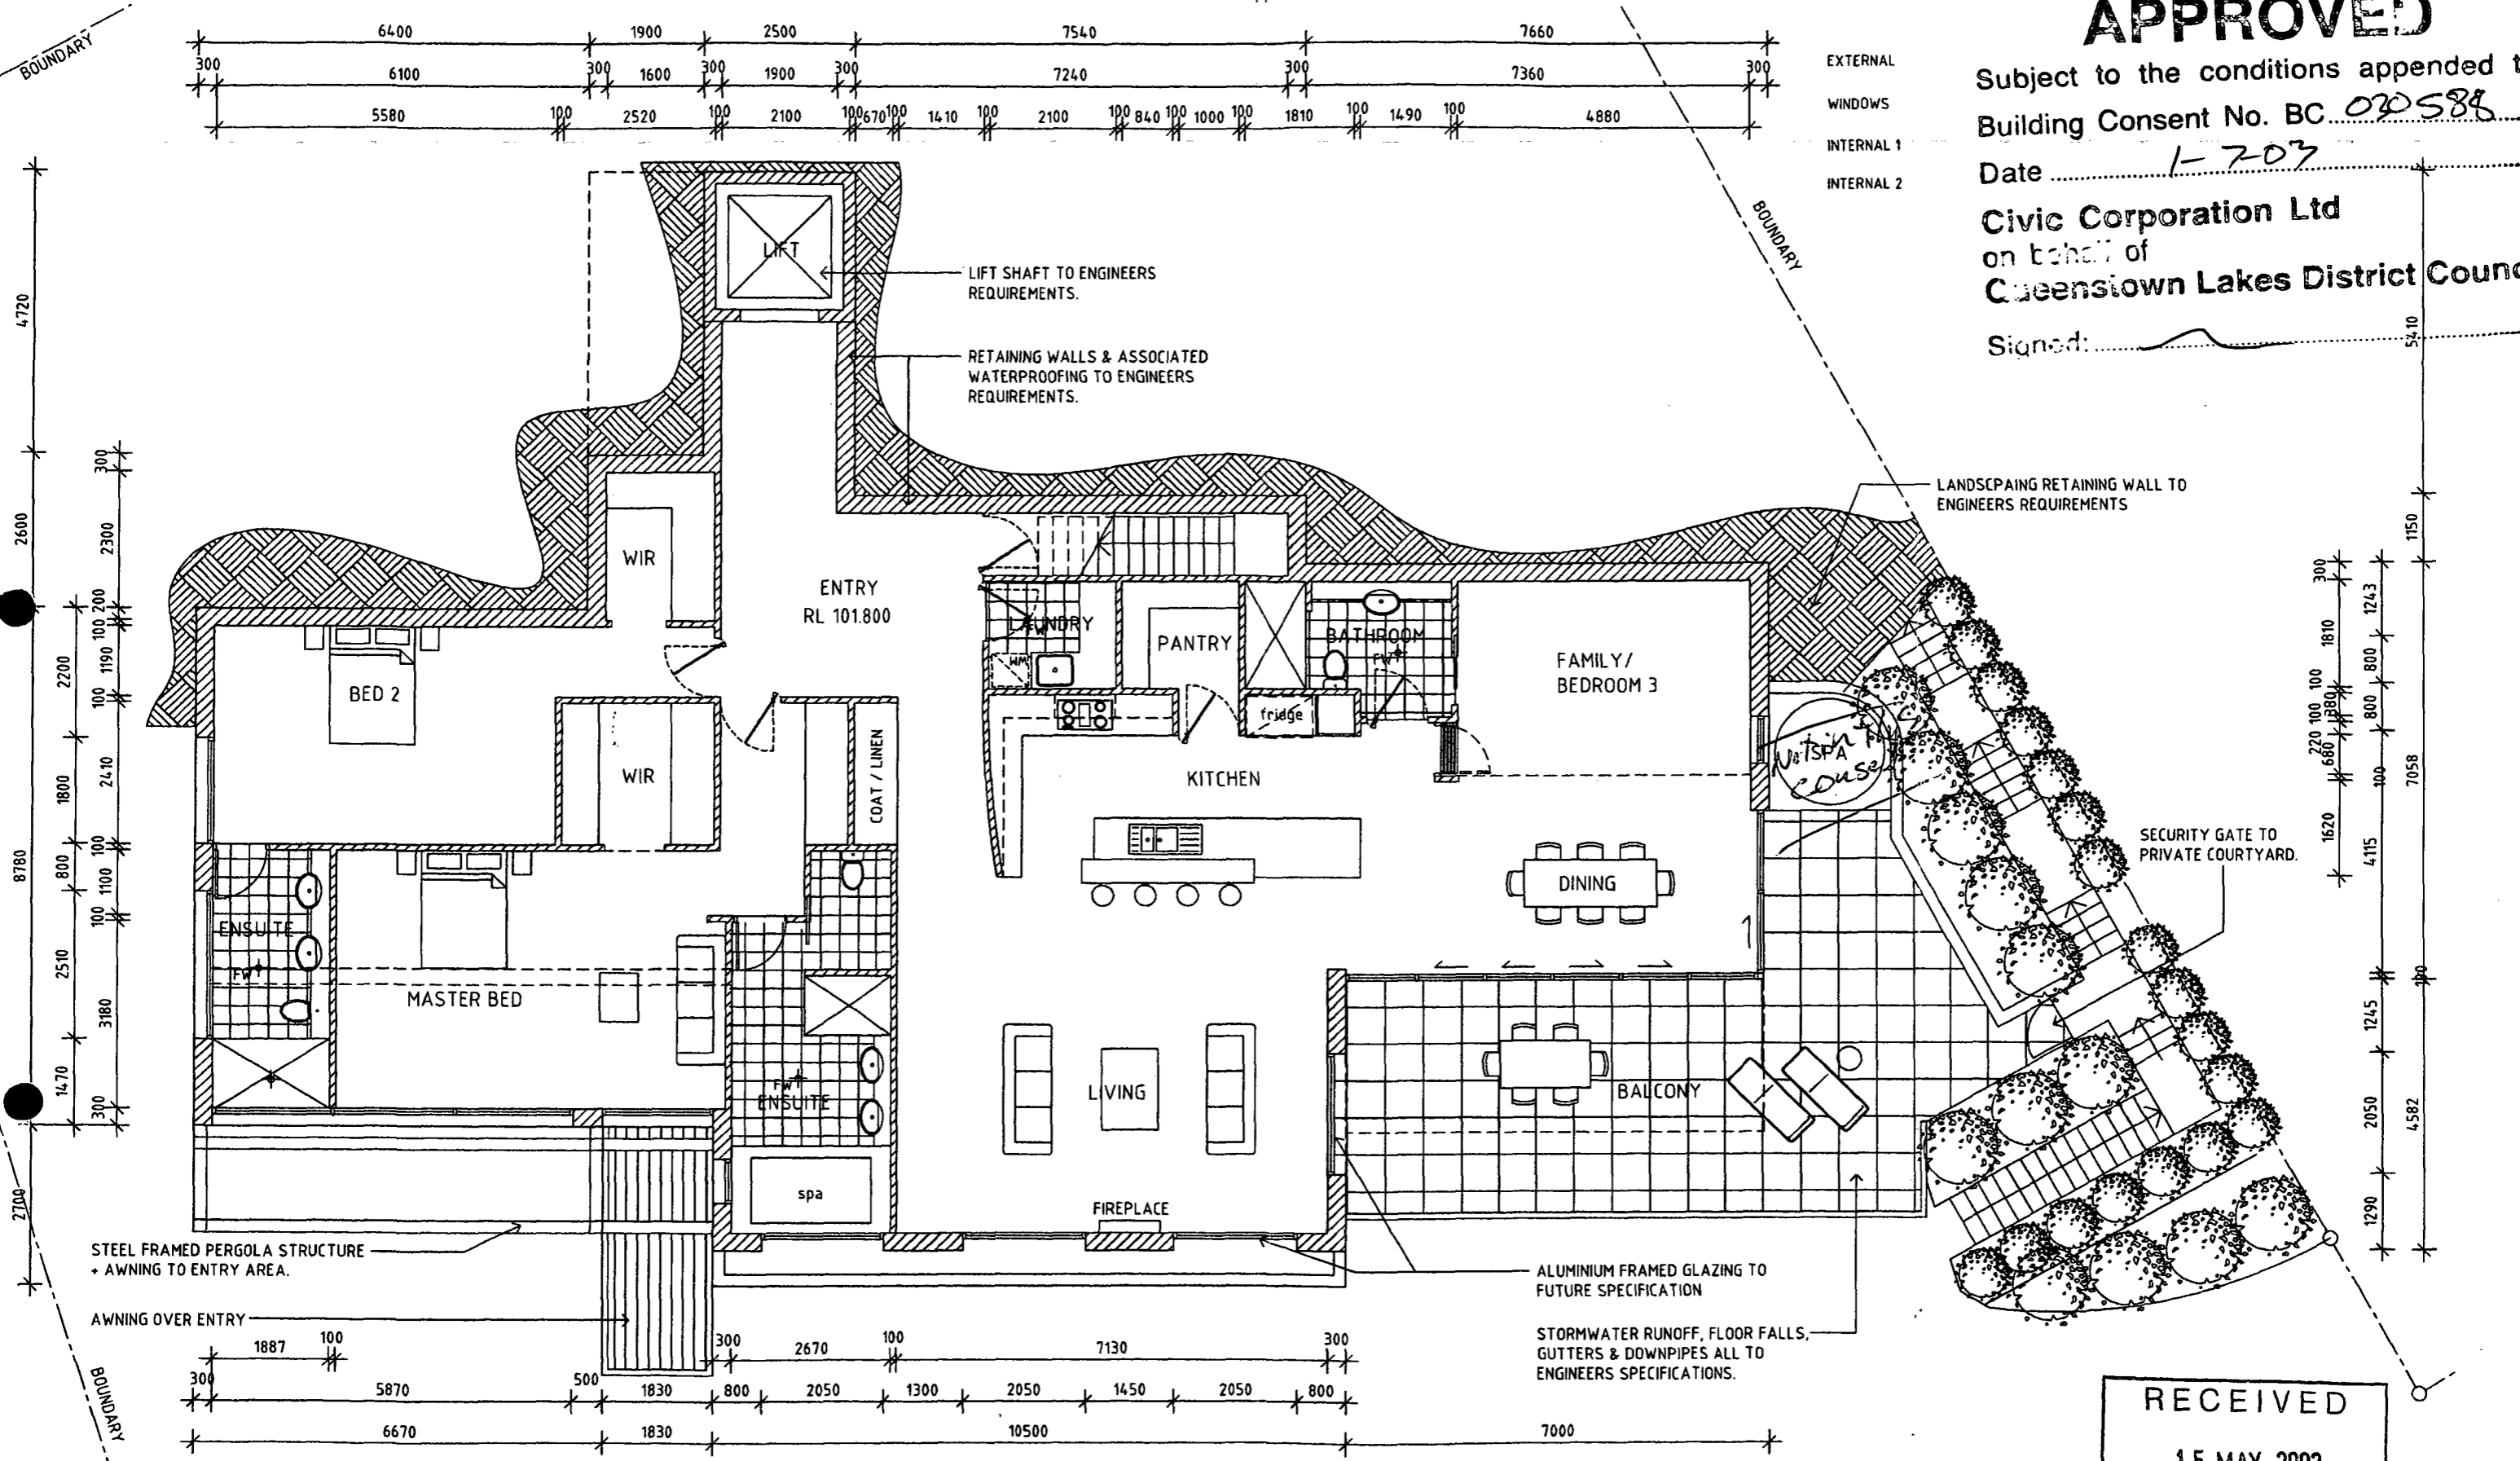 BOUNDARY
6400 1900 2500 7540 7660
300 6100 300 1600 300 1900 300 7240 300 7360 300
5580 100 2520 100 2100 100 670 100 1410 100 2100 100 840 100 1000 100 1810 100 1490 100 4880
EXTERNAL
WINDOWS
INTERNAL 1
INTERNAL 2
APPROVED
Subject to the conditions appended
Building Consent No. BC 030588
Date 1-7-03
Civic Corporation Ltd
on behalf of
Queenstown Lakes District
Signed:
BOUNDARY
LIFT
LIFT SHAFT TO ENGINEERS
REQUIREMENTS.
RETAINING WALLS & ASSOCIATED
WATERPROOFING TO ENGINEERS
REQUIREMENTS.
LANDSCPAING RETAINING WALL TO
ENGINEERS REQUIREMENTS
4720
2600
8780
2700
2200
1800
800
2510
1470
300
2300
200
100
1190
100
2410
100
1100
100
3180
300
WIR
ENTRY
RL 101.800
LAUNDRY
WM
PANTRY
BATHROOM
FW
FAMILY/
BEDROOM 3
BED 2
WIR
COAT / LINEN
fridge
KITCHEN
SPA
Not in
DINING
SECURITY GATE TO
PRIVATE COURTYARD.
ENSUITE
FW
MASTER BED
FW
ENSUITE
LIVING
BALCONY
spa
FIREPLACE
5410
1150
7058
100
4582
1243
800
800
100
4115
1245
2050
1290
300
1810
100
880
100
220
680
1620
STEEL FRAMED PERGOLA STRUCTURE
+ AWNING TO ENTRY AREA.
AWNING OVER ENTRY
ALUMINIUM FRAMED GLAZING TO
FUTURE SPECIFICATION
STORMWATER RUNOFF, FLOOR FALLS,
GUTTERS & DOWNPIPES ALL TO
ENGINEERS SPECIFICATIONS.
BOUNDARY
1887 100 300 2670 100 7130 300
300 5870 500 1830 800 2050 1300 2050 1450 2050 800
6670 1830 10500 7000
RECEIVED
15 MAY